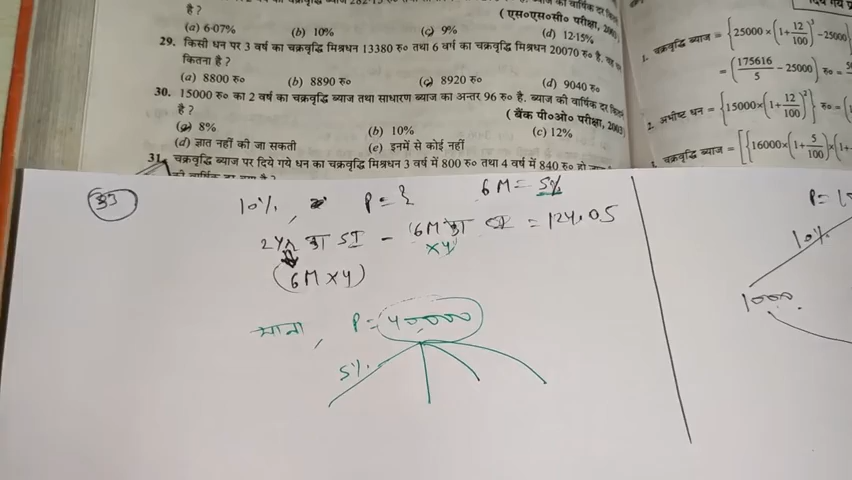 है ?
(एस०एस०सी० परीक्षा,
(a) 6·07%
(b) 10%
(c) 9%
(d) 12·15%
29. किसी धन पर 3 वर्ष का चक्रवृद्धि मिश्रधन 13380 रु० तथा 6 वर्ष का चक्रवृद्धि मिश्रधन 20070 रु० है.
कितना है ?
(a) 8800 रु०
(b) 8890 रु०
(c) 8920 रु०
(d) 9040 रु०
30. 15000 रु० का 2 वर्ष का चक्रवृद्धि ब्याज तथा साधारण ब्याज का अन्तर 96 रु० है. ब्याज की वार्षिक दर
है ?
(बैंक पी०ओ० परीक्षा, 2003)
(a) 8%
(b) 10%
(c) 12%
(d) ज्ञात नहीं की जा सकती
(e) इनमें से कोई नहीं
31. चक्रवृद्धि ब्याज पर दिये गये धन का चक्रवृद्धि मिश्रधन 3 वर्ष में 800 रु० तथा 4 वर्ष में 840 रु० हो
1. चक्रवृद्धि ब्याज = {25000×(1+12/100)³ -25000}
= (175616/5 - 25000) रु० =
2. अभीष्ट धन = {15000×(1+12/100)²} रु० =
चक्रवृद्धि ब्याज = [{16000×(1+5/100)×(1+
33
10%, P = {
6M = 5%
का SI - 6M का = 124.05
×4
(6M×4)
माना, P = 40,000
5%
P =
10%
1000